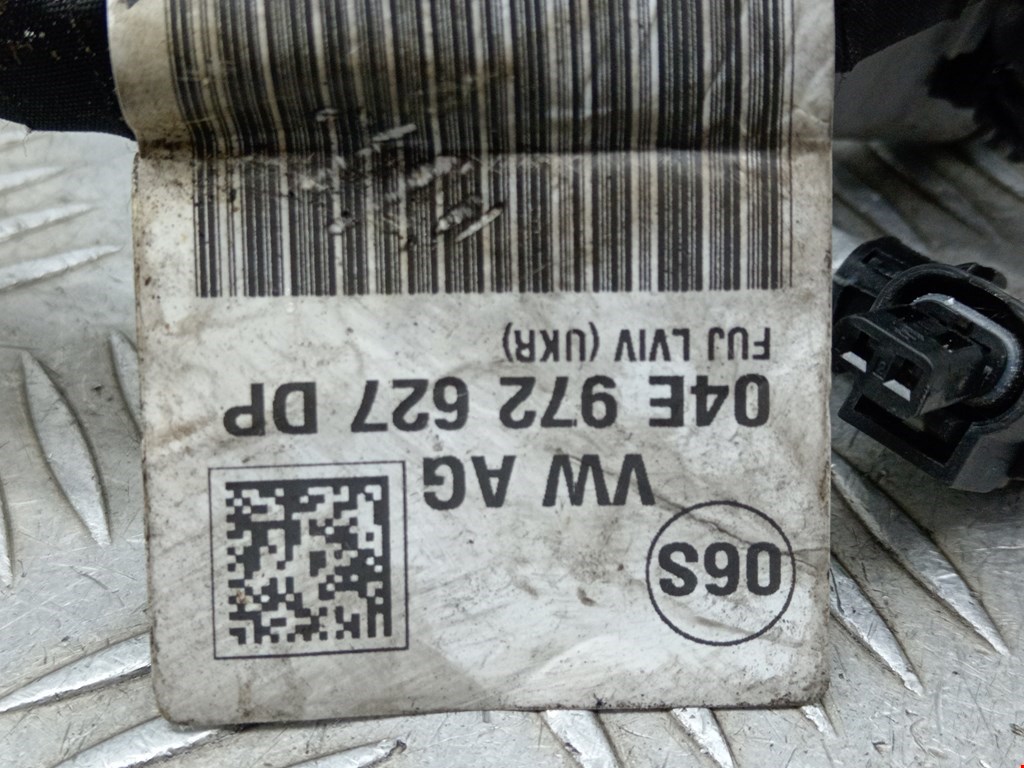 06S
VW AG
04E 972 627 DP
FUJ LVIV (UKR)